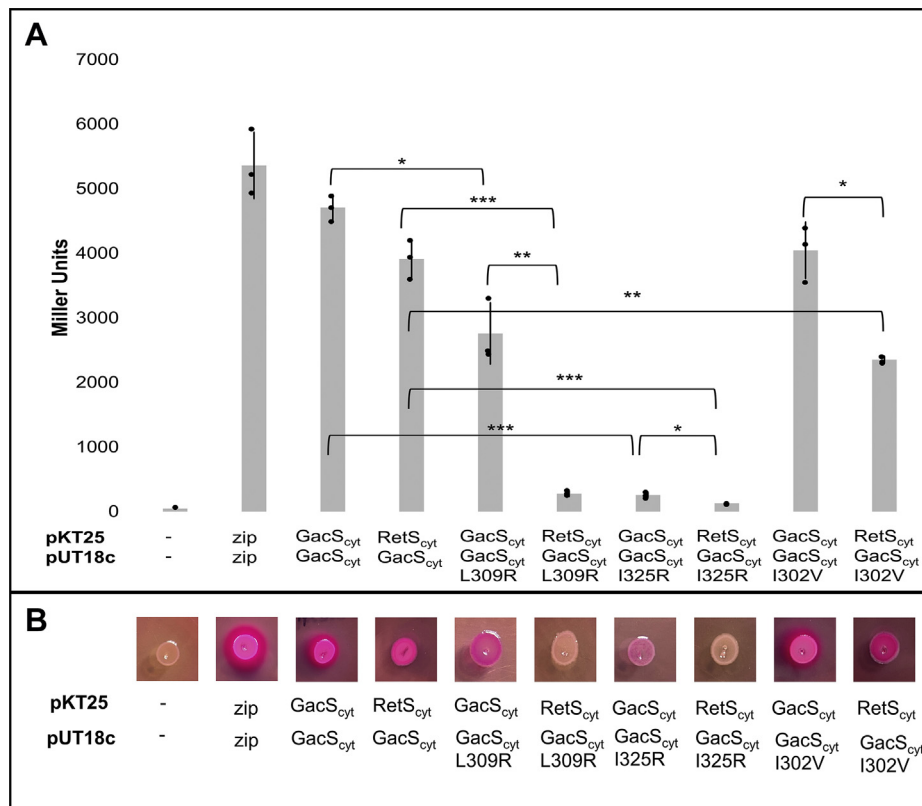 A
7000
6000
5000
4000
3000
2000
1000
0
Miller Units
*
***
**
*
**
***
***
*
pKT25 - zip GacScyt RetScyt GacScyt RetScyt GacScyt RetScyt GacScyt RetScyt
pUT18c - zip GacScyt GacScyt GacScyt GacScyt GacScyt GacScyt GacScyt GacScyt
L309R L309R I325R I325R I302V I302V
B
pKT25 - zip GacScyt RetScyt GacScyt RetScyt GacScyt RetScyt GacScyt RetScyt
pUT18c - zip GacScyt GacScyt GacScyt GacScyt GacScyt GacScyt GacScyt GacScyt
L309R L309R I325R I325R I302V I302V